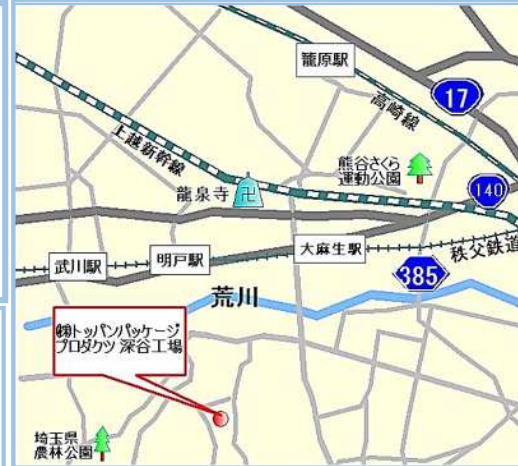 籠原駅
17
高崎線
上越新幹線
熊谷さくら
運動公園
龍泉寺
140
大麻生駅
秩父鉄道
明戸駅
武川駅
385
荒川
㈱トッパンパッケージ
プロダクツ 深谷工場
埼玉県
農林公園